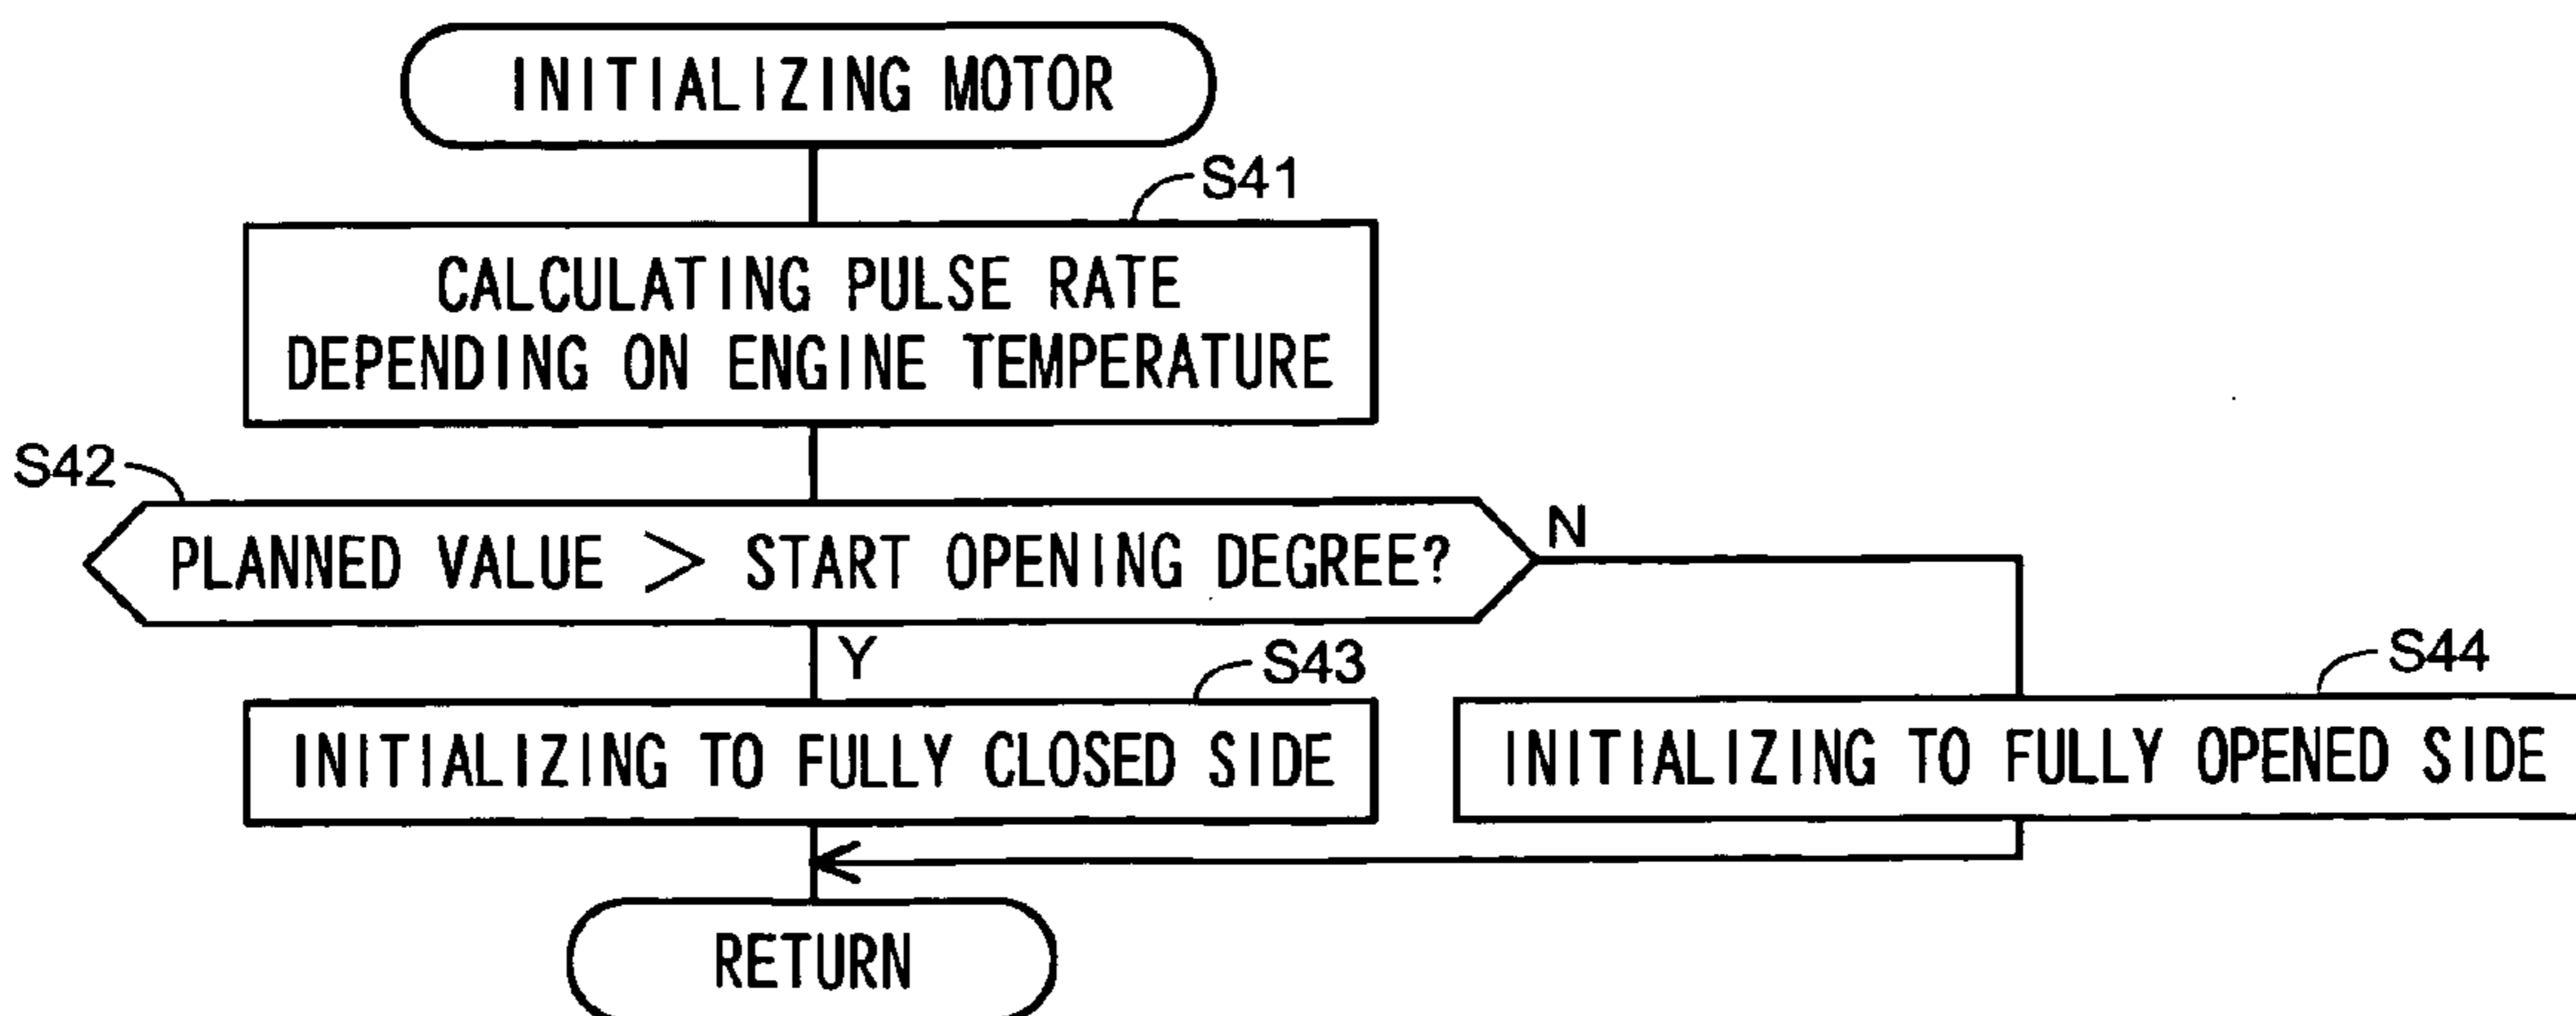 INITIALIZING MOTOR
S41
CALCULATING PULSE RATE
DEPENDING ON ENGINE TEMPERATURE
S42
PLANNED VALUE > START OPENING DEGREE?
N
Y
S43
INITIALIZING TO FULLY CLOSED SIDE
S44
INITIALIZING TO FULLY OPENED SIDE
RETURN